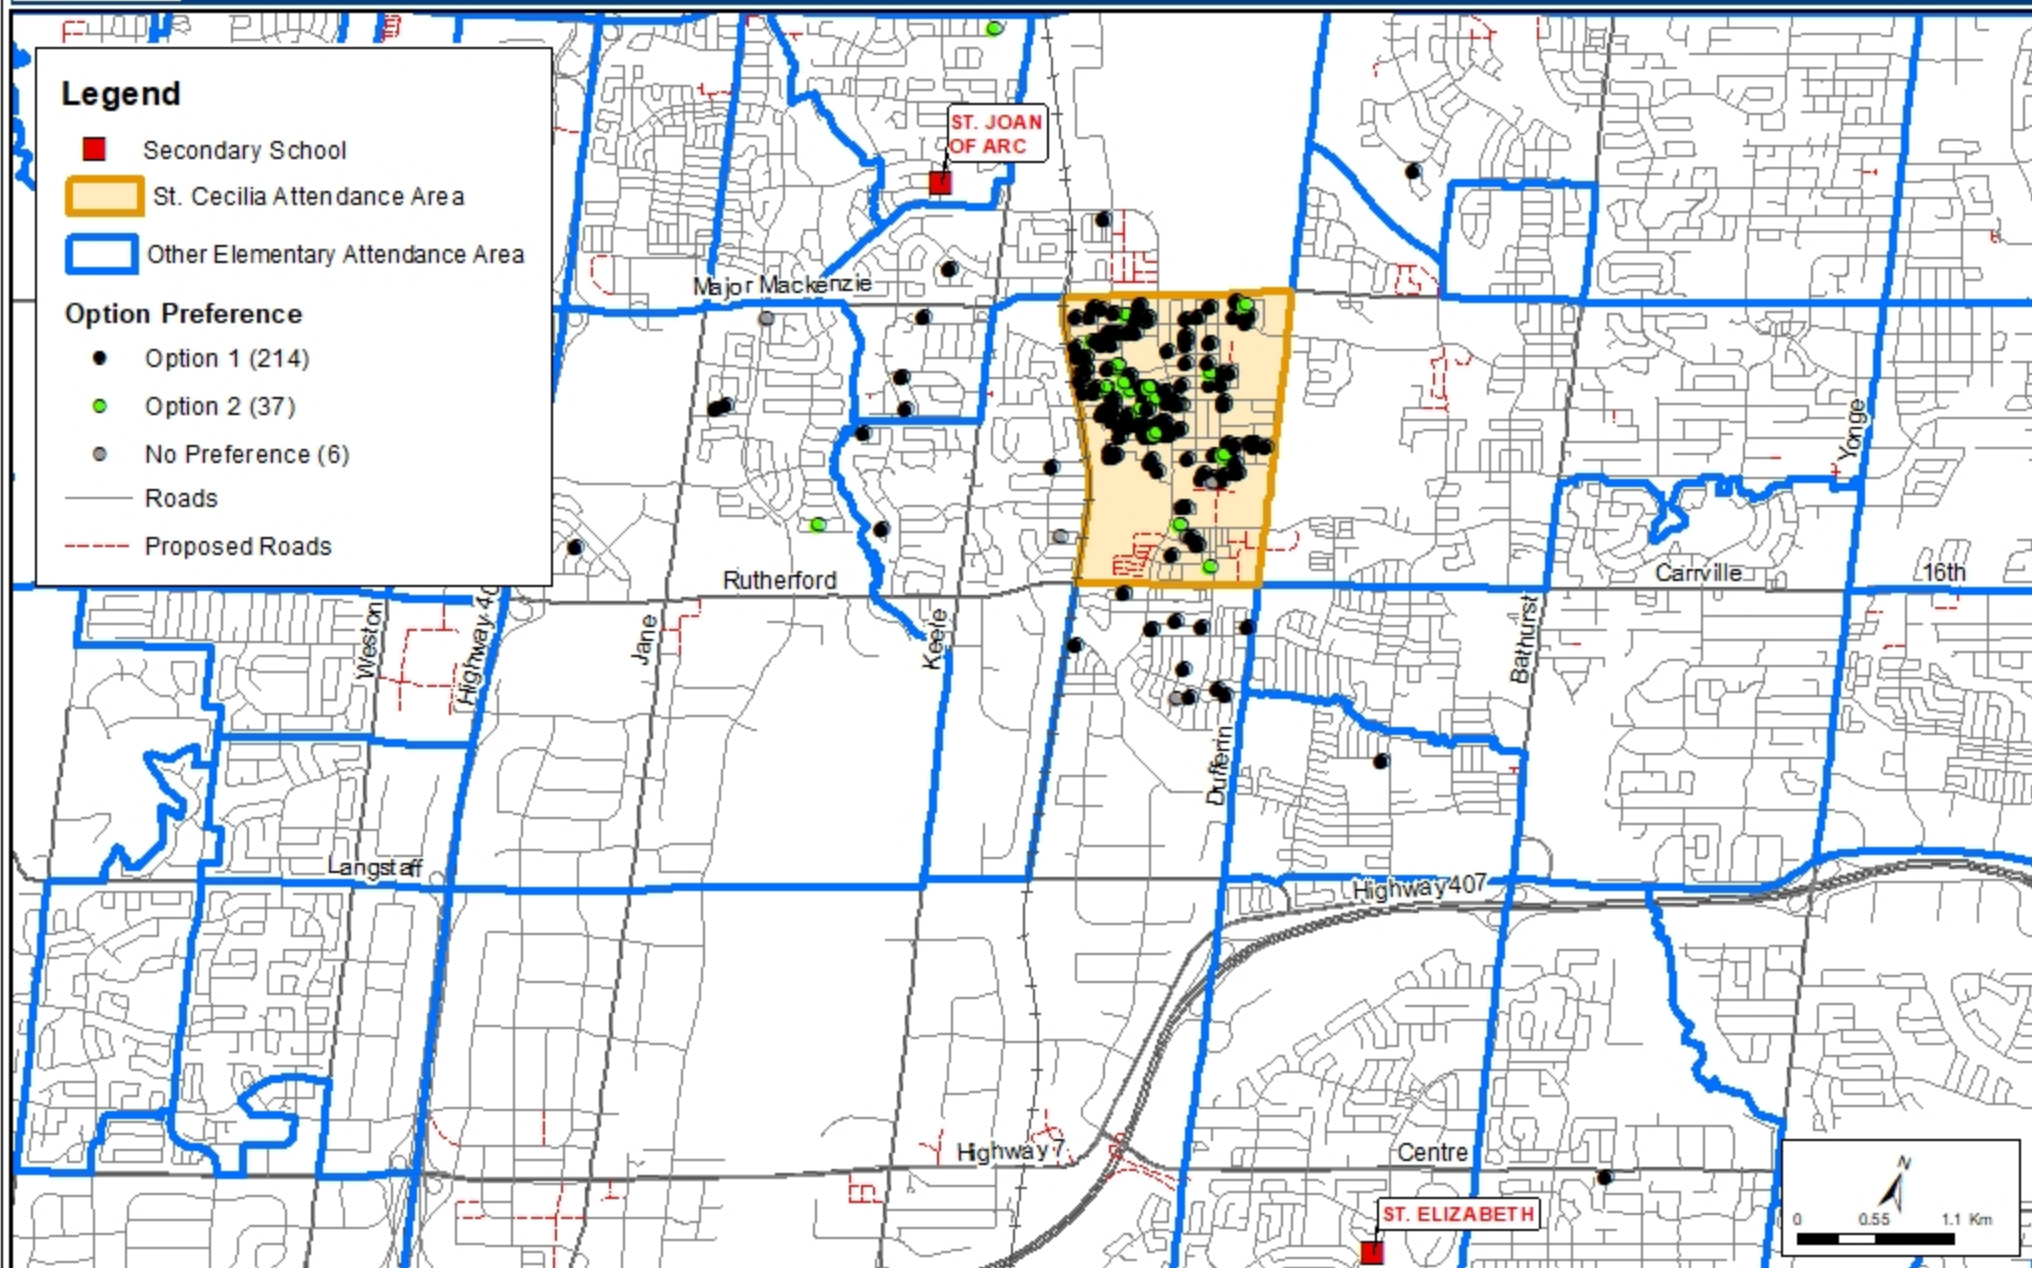 Legend
Secondary School
St. Cecilia Attendance Area
Other Elementary Attendance Area
Option Preference
Option 1 (214)
Option 2 (37)
No Preference (6)
Roads
Proposed Roads
ST. JOAN
OF ARC
Major Mackenzie
Yonge
Rutherford
Carrville
16th
Weston
Highway 40
Jane
Keele
Bathurst
Dufferin
Langstaff
Highway 407
Highway 7
Centre
ST. ELIZABETH
N
0 0.55 1.1 Km